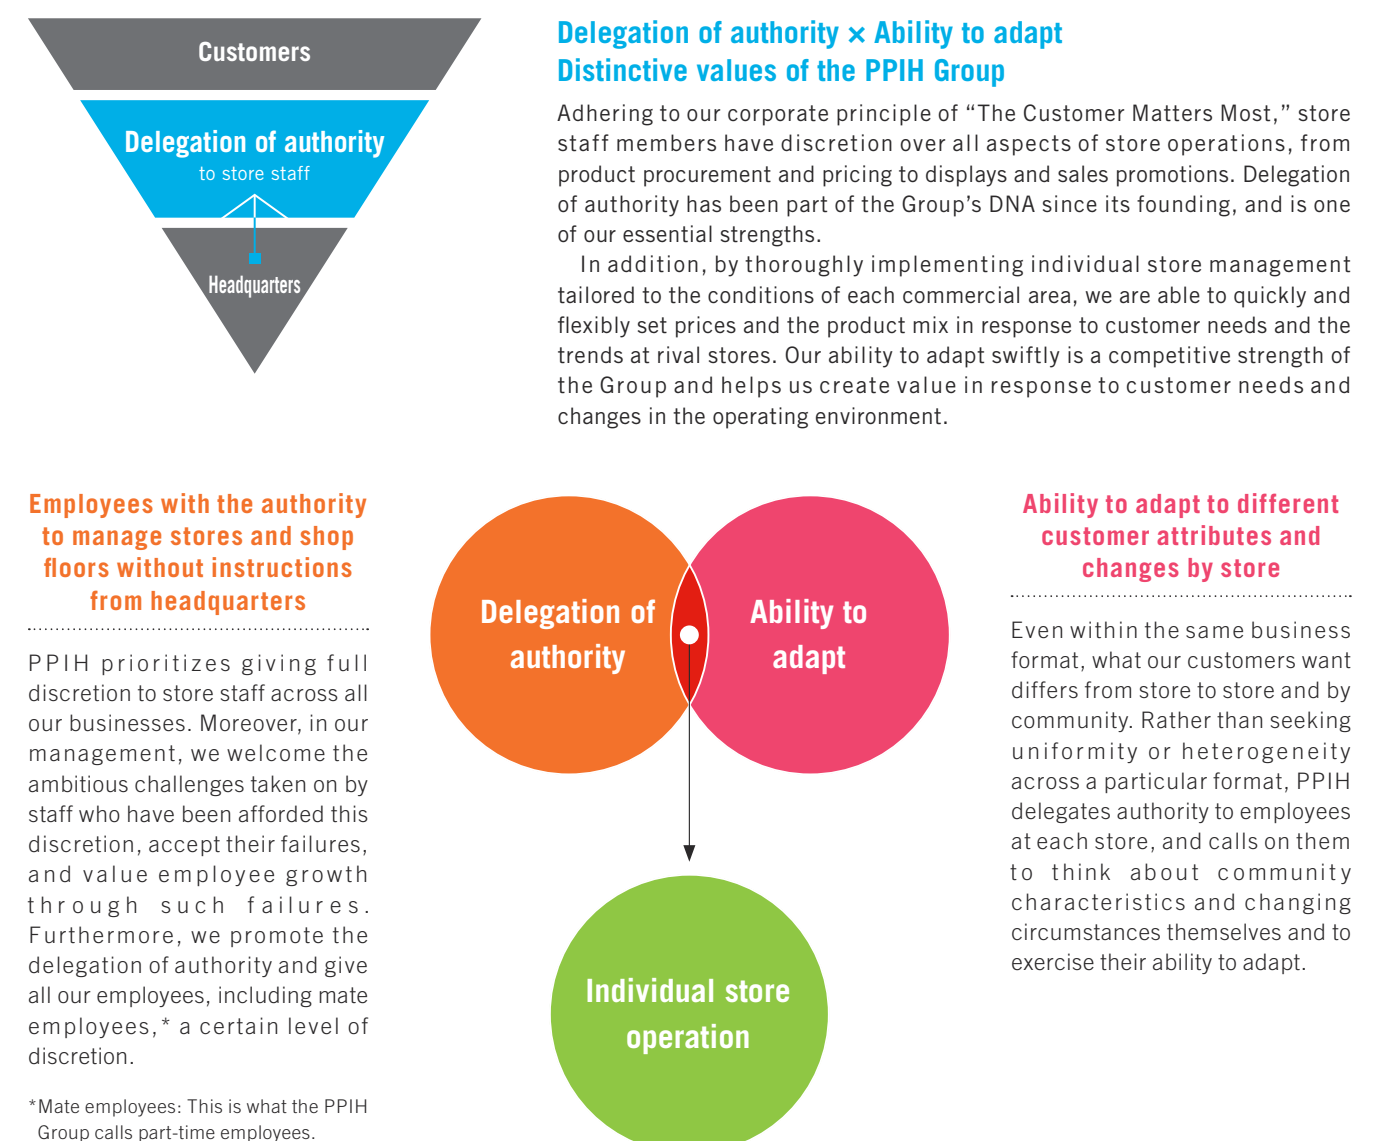 Customers
Delegation of authority
to store staff
Headquarters
Delegation of authority × Ability to adapt
Distinctive values of the PPIH Group
Adhering to our corporate principle of “The Customer Matters Most,” store
staff members have discretion over all aspects of store operations, from
product procurement and pricing to displays and sales promotions. Delegation
of authority has been part of the Group’s DNA since its founding, and is one
of our essential strengths.
In addition, by thoroughly implementing individual store management
tailored to the conditions of each commercial area, we are able to quickly and
flexibly set prices and the product mix in response to customer needs and the
trends at rival stores. Our ability to adapt swiftly is a competitive strength of
the Group and helps us create value in response to customer needs and
changes in the operating environment.
Employees with the authority
to manage stores and shop
floors without instructions
from headquarters
PPIH prioritizes giving full
discretion to store staff across all
our businesses. Moreover, in our
management, we welcome the
ambitious challenges taken on by
staff who have been afforded this
discretion, accept their failures,
and value employee growth
through such failures.
Furthermore, we promote the
delegation of authority and give
all our employees, including mate
employees,* a certain level of
discretion.
*Mate employees: This is what the PPIH
Group calls part-time employees.
Delegation of
authority
Ability to
adapt
Individual store
operation
Ability to adapt to different
customer attributes and
changes by store
Even within the same business
format, what our customers want
differs from store to store and by
community. Rather than seeking
uniformity or heterogeneity
across a particular format, PPIH
delegates authority to employees
at each store, and calls on them
to think about community
characteristics and changing
circumstances themselves and to
exercise their ability to adapt.